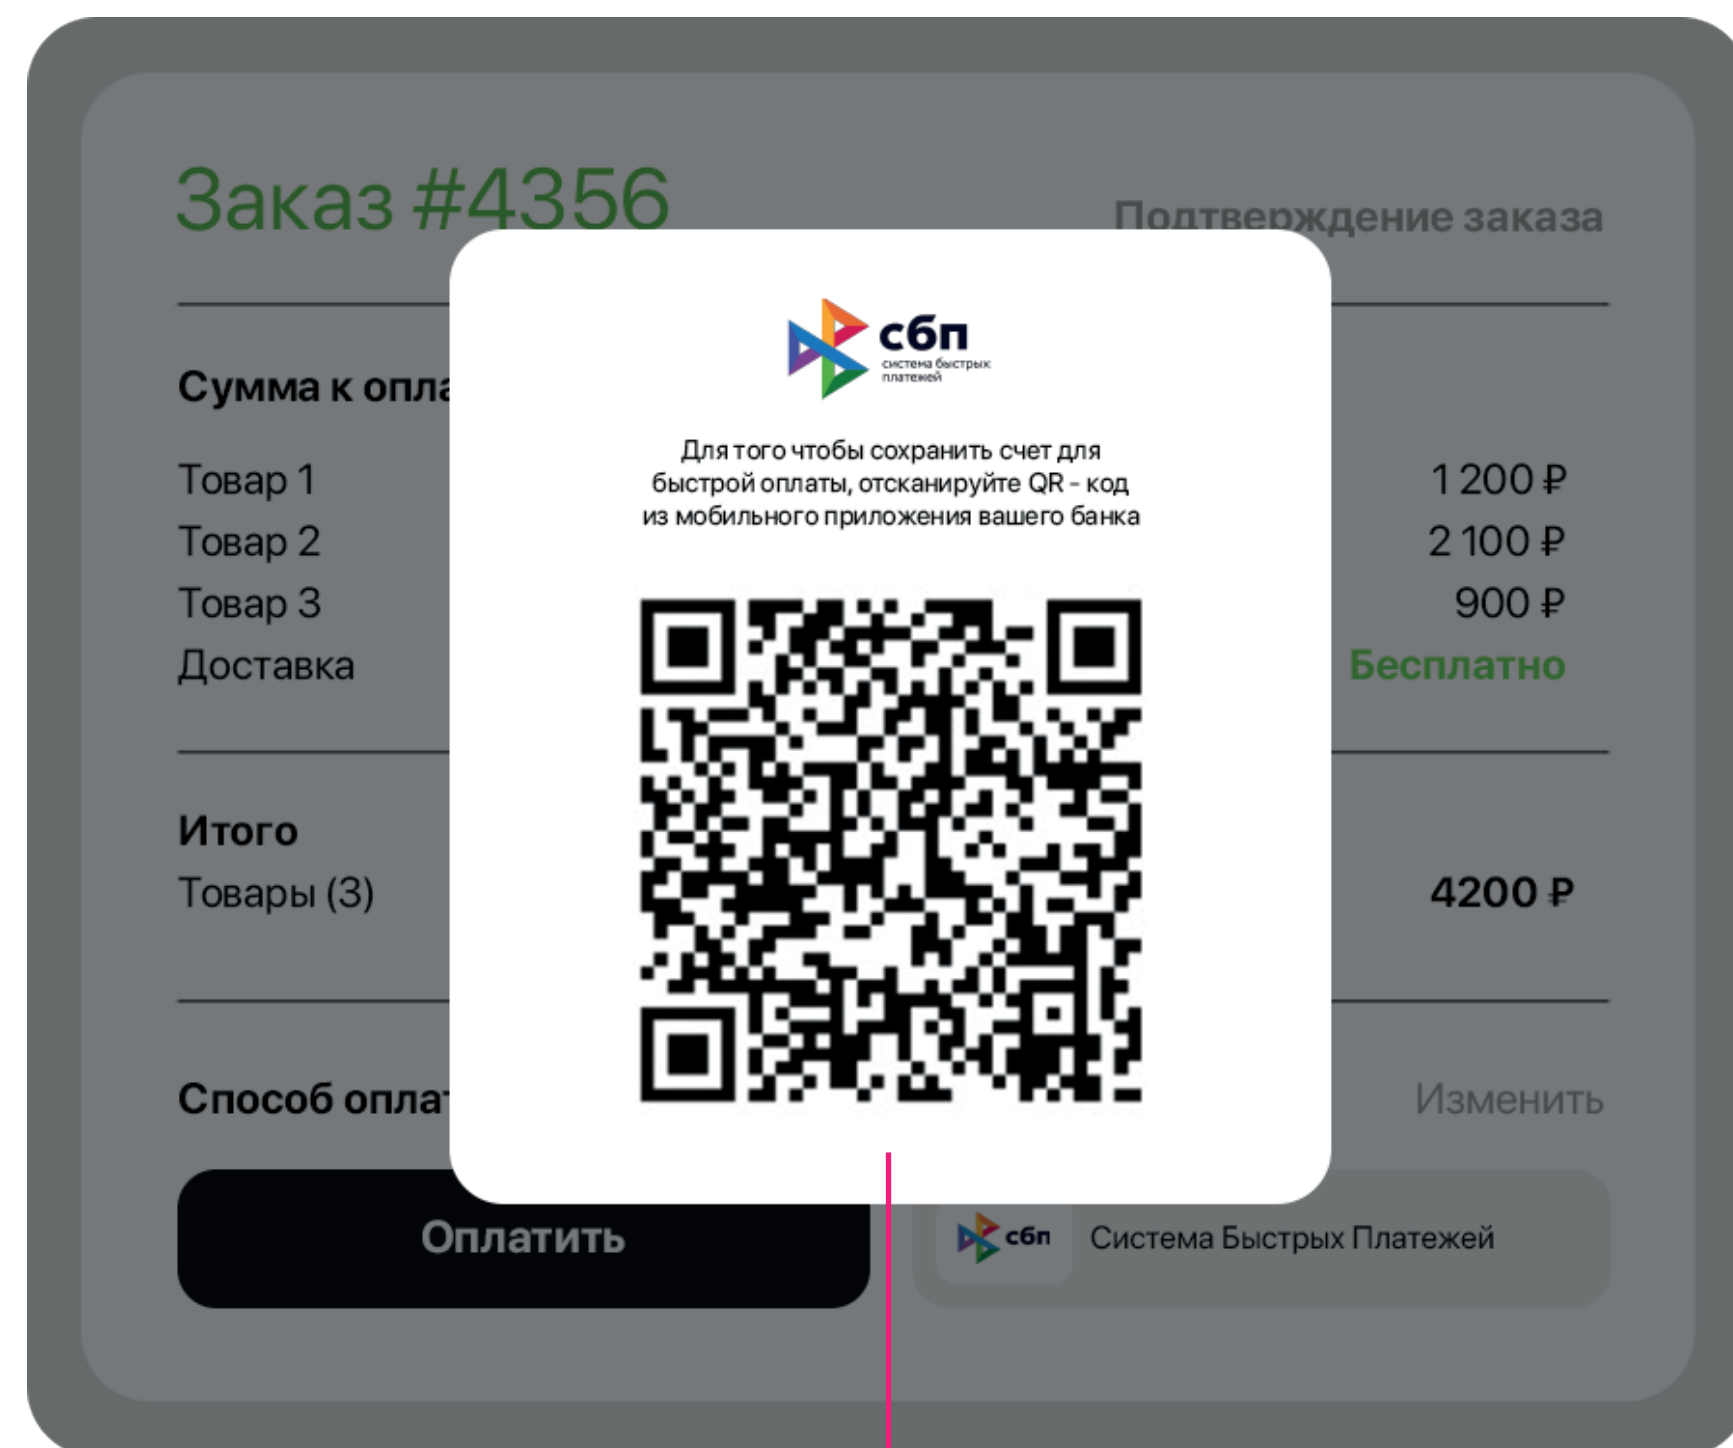 Заказ #4356
Подтверждение заказа
сбп
система быстрых
платежей
Для того чтобы сохранить счет для
быстрой оплаты, отсканируйте QR - код
из мобильного приложения вашего банка
Сумма к опла
Товар 1 1 200 ₽
Товар 2 2 100 ₽
Товар 3 900 ₽
Доставка Бесплатно
Итого
Товары (3) 4200 ₽
Способ опла
Изменить
Оплатить
сбп Система Быстрых Платежей